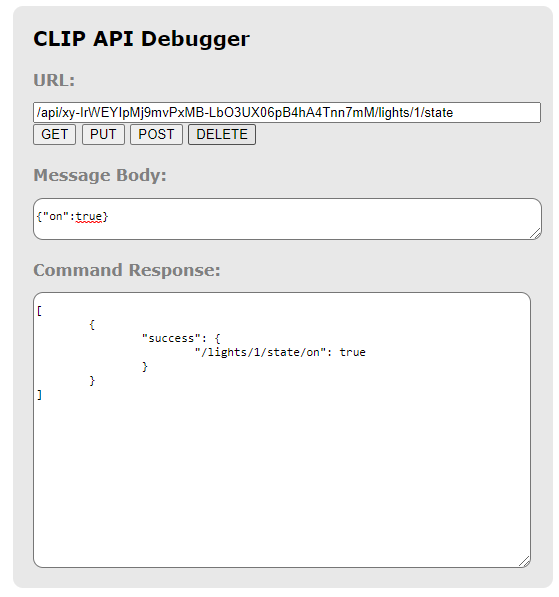 CLIP API Debugger
URL:
/api/xy-IrWEYIpMj9mvPxMB-LbO3UX06pB4hA4Tnn7mM/lights/1/state
GET PUT POST DELETE
Message Body:
{"on":true}
Command Response:
[
{
"success": {
"/lights/1/state/on": true
}
}
]